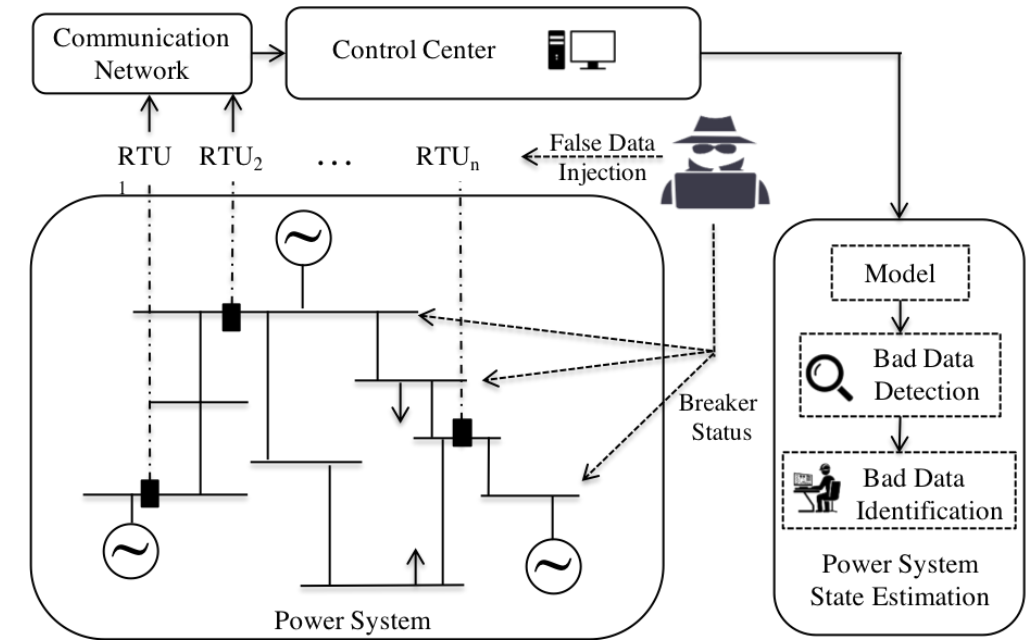 Communication
Network
Control Center
RTU
1
RTU2
...
RTUn
False Data
Injection
Breaker
Status
Model
Bad Data
Detection
Bad Data
Identification
Power System
State Estimation
Power System